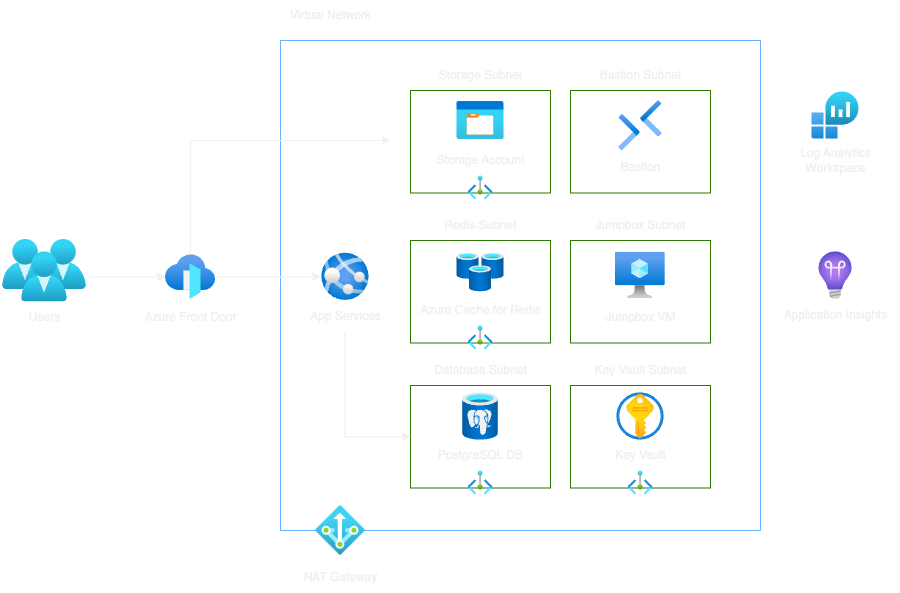 Virtual Network
Storage Subnet
Bastion Subnet
Storage Account
Bastion
Log Analytics
Workspace
Redis Subnet
Jumpbox Subnet
Users
Azure Front Door
App Services
Azure Cache for Redis
Jumpbox VM
Application Insights
Database Subnet
Key Vault Subnet
PostgreSQL DB
Key Vault
NAT Gateway